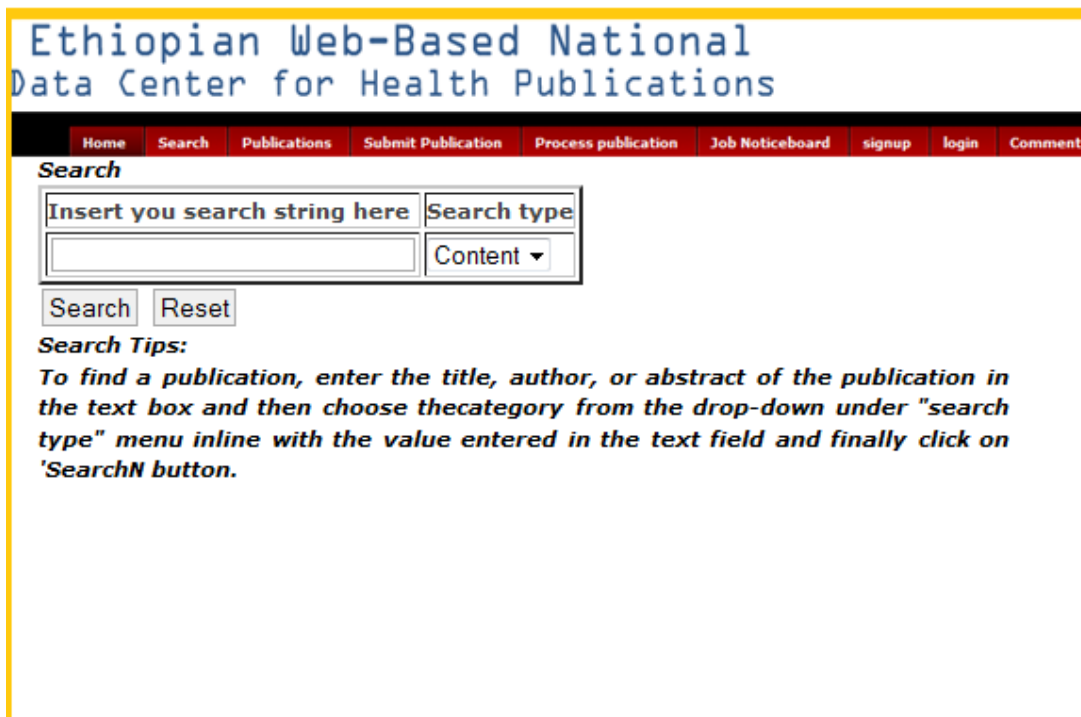 Ethiopian Web-Based National
Data Center for Health Publications
Home Search Publications Submit Publication Process publication Job Noticeboard signup login Comment
Search
Insert you search string here Search type
Content
Search Reset
Search Tips:
To find a publication, enter the title, author, or abstract of the publication in
the text box and then choose thecategory from the drop-down under "search
type" menu inline with the value entered in the text field and finally click on
'SearchN button.